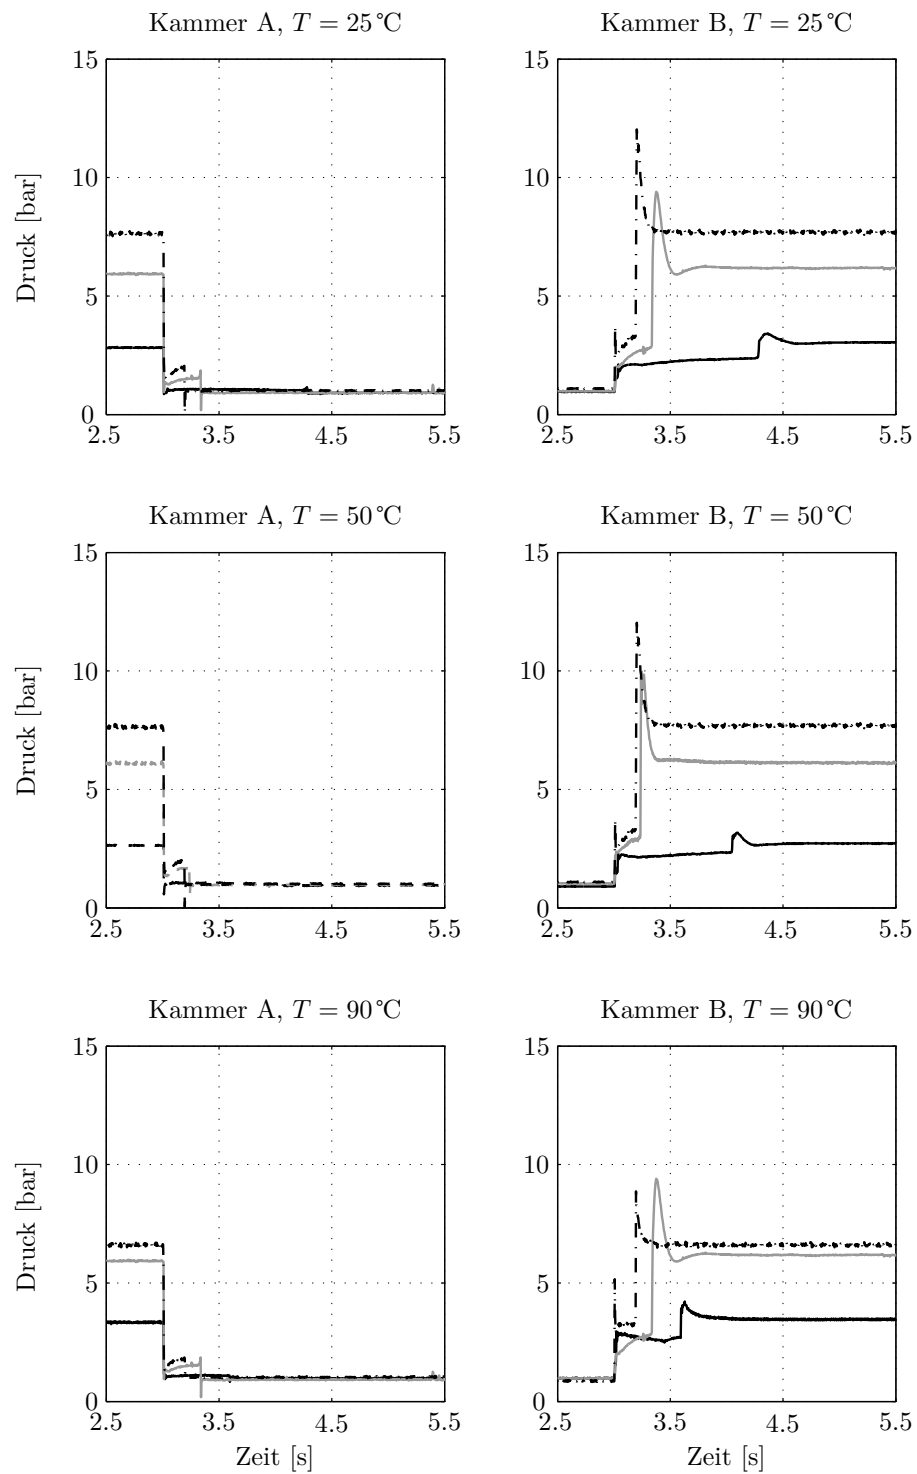 Kammer A, T = 25 °C
Kammer B, T = 25 °C
15
10
5
0
Druck [bar]
2.5 3.5 4.5 5.5
15
10
5
0
2.5 3.5 4.5 5.5
Kammer A, T = 50 °C
Kammer B, T = 50 °C
15
10
5
0
Druck [bar]
2.5 3.5 4.5 5.5
15
10
5
0
2.5 3.5 4.5 5.5
Kammer A, T = 90 °C
Kammer B, T = 90 °C
15
10
5
0
Druck [bar]
2.5 3.5 4.5 5.5
Zeit [s]
15
10
5
0
2.5 3.5 4.5 5.5
Zeit [s]